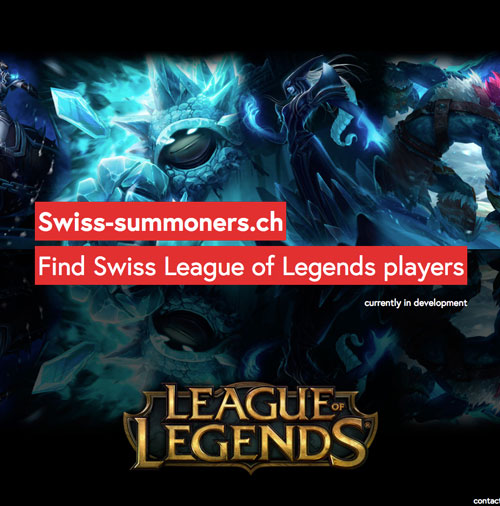 Swiss-summoners.ch
Find Swiss League of Legends players
currently in development
LEAGUE OF
LEGENDS
contact